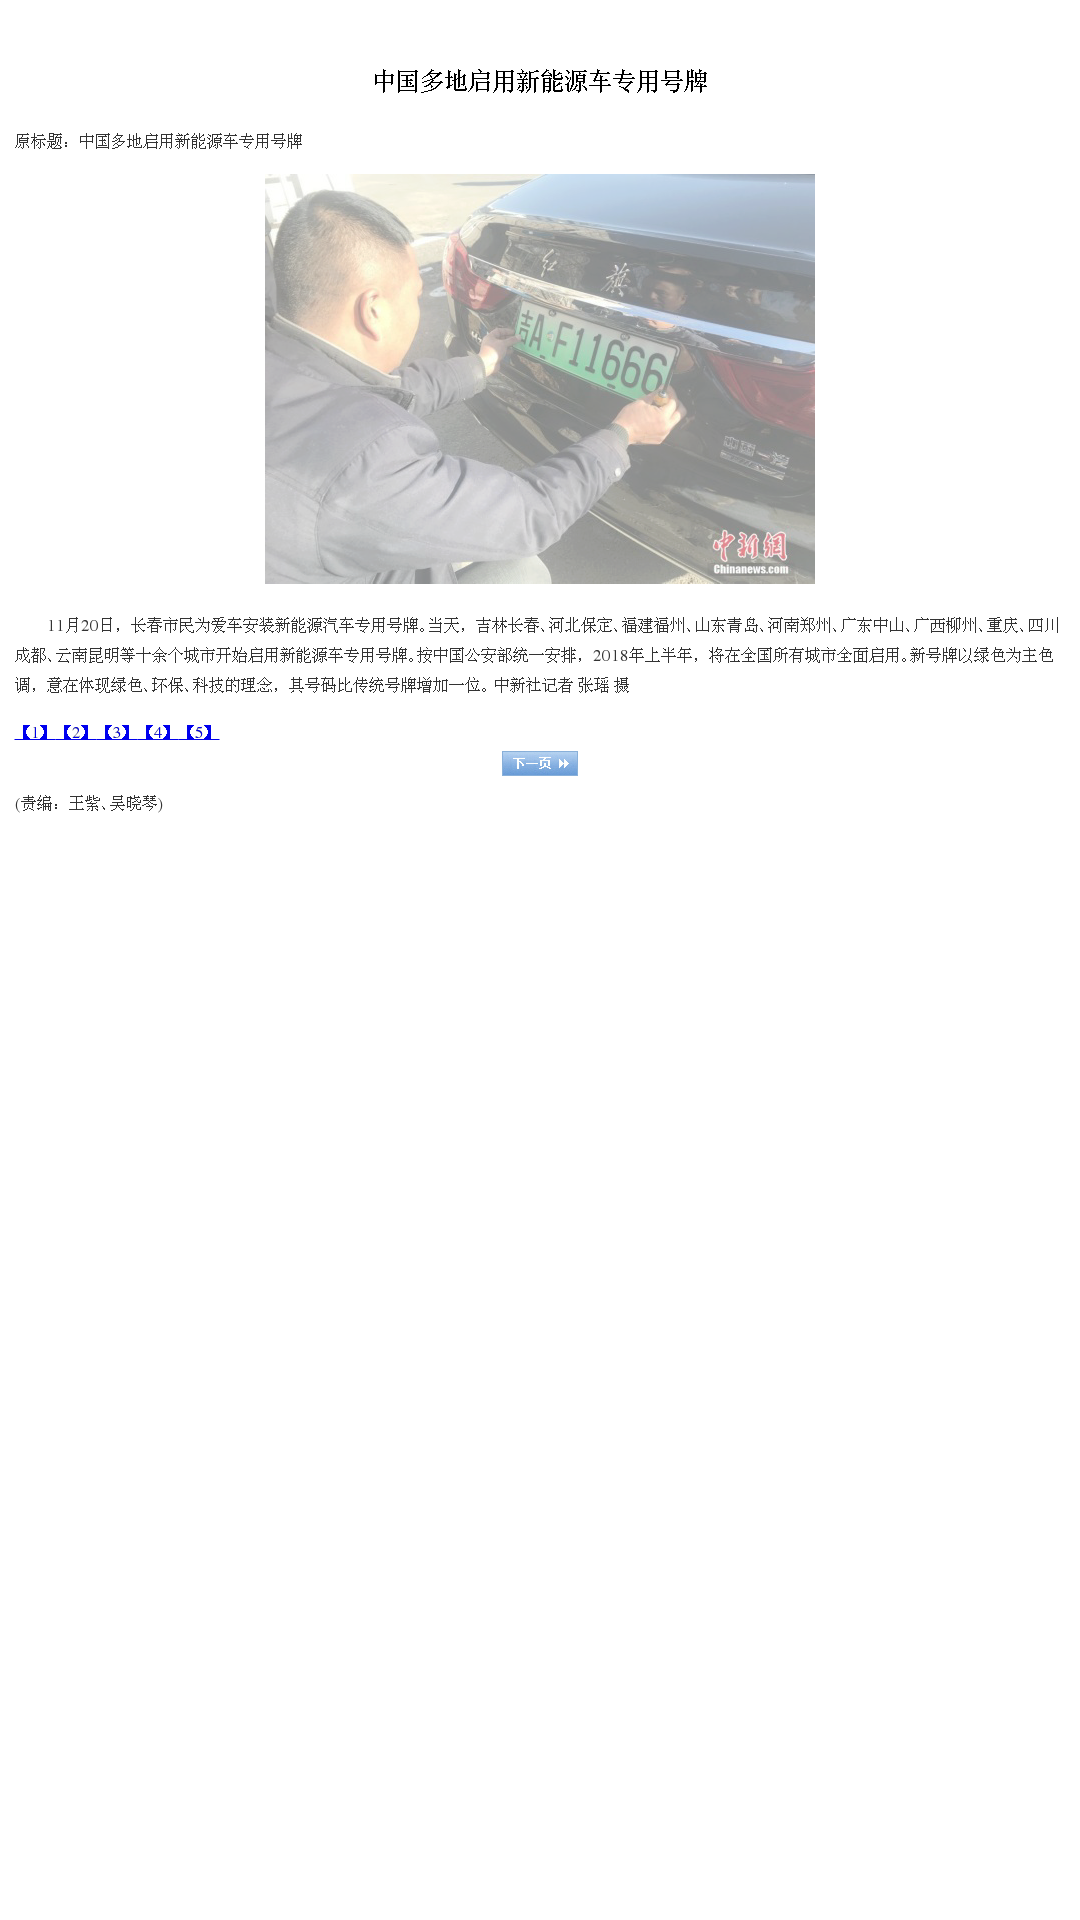 中国多地启用新能源车专用号牌
原标题：中国多地启用新能源车专用号牌
红 旗
吉A F11666
中国一汽
中新網
Chinanews.com
11月20日，长春市民为爱车安装新能源汽车专用号牌。当天，吉林长春、河北保定、福建福州、山东青岛、河南郑州、广东中山、广西柳州、重庆、四川
成都、云南昆明等十余个城市开始启用新能源车专用号牌。按中国公安部统一安排，2018年上半年，将在全国所有城市全面启用。新号牌以绿色为主色
调，意在体现绿色、环保、科技的理念，其号码比传统号牌增加一位。 中新社记者 张瑶 摄
【1】 【2】 【3】 【4】 【5】
下一页
(责编：王紫、吴晓琴)